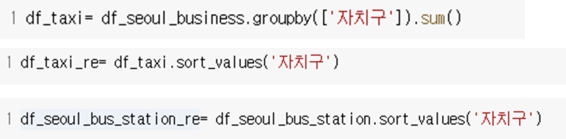 1 df_taxi= df_seoul_business.groupby(['자치구']).sum()
1 df_taxi_re= df_taxi.sort_values('자치구')
1 df_seoul_bus_station_re= df_seoul_bus_station.sort_values('자치구')